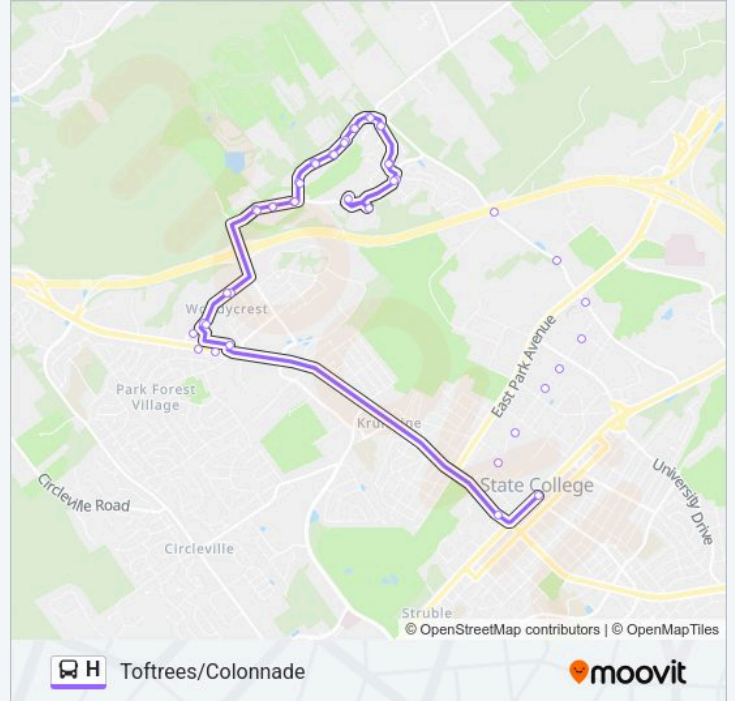 Woodycrest
Park Forest
Village
East Park Avenue
Krumrine
State College
Circleville Road
University Drive
Circleville
Struble
© OpenStreetMap contributors | © OpenMapTiles
H Toftrees/Colonnade
moovit